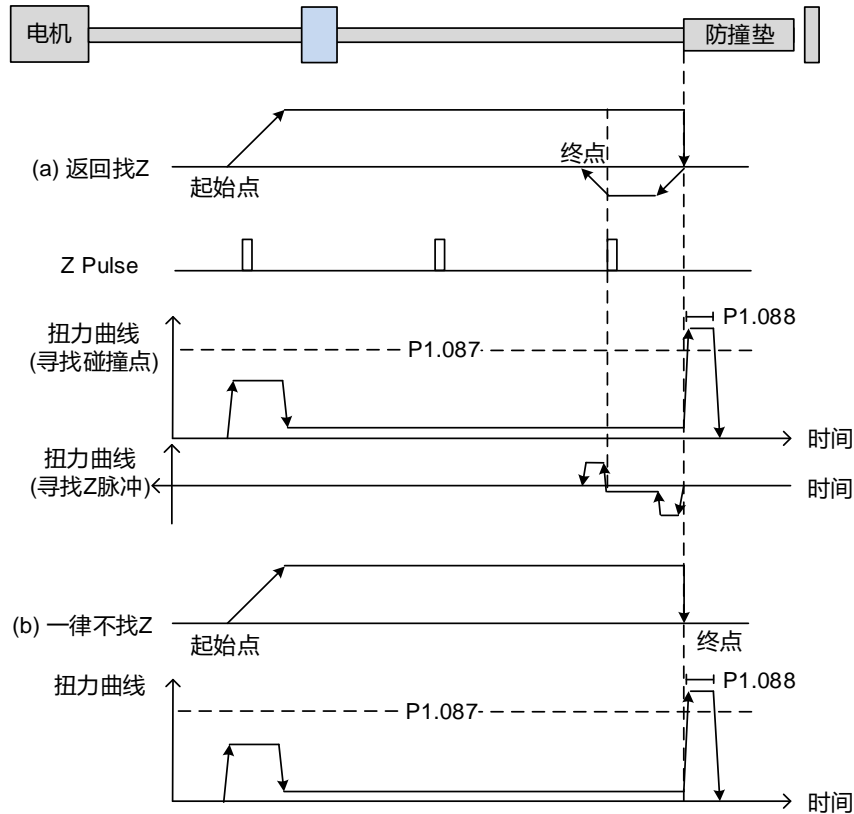 电机
防撞垫
(a) 返回找Z
起始点
终点
Z Pulse
扭力曲线
(寻找碰撞点)
P1.087
P1.088
时间
扭力曲线
(寻找Z脉冲)
时间
(b) 一律不找Z
起始点
终点
扭力曲线
P1.087
P1.088
时间